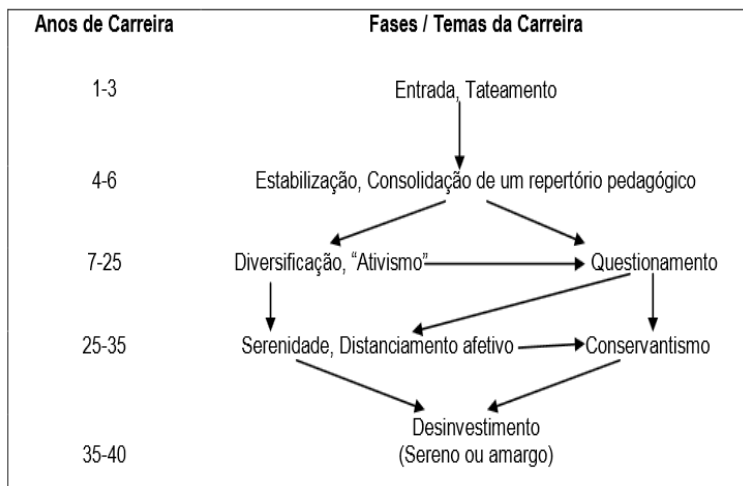 Anos de Carreira Fases / Temas da Carreira
1-3 Entrada, Tateamento
4-6 Estabilização, Consolidação de um repertório pedagógico
7-25 Diversificação, “Ativismo” Questionamento
25-35 Serenidade, Distanciamento afetivo Conservantismo
Desinvestimento
35-40 (Sereno ou amargo)